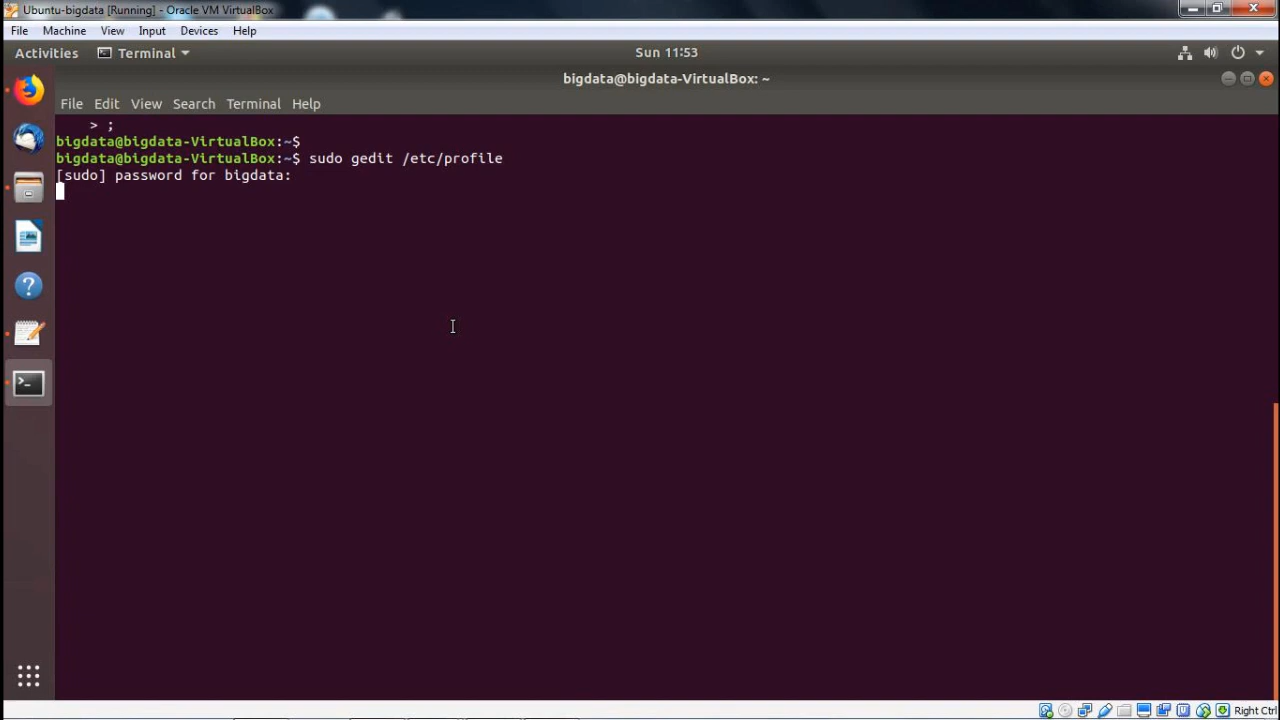 Ubuntu-bigdata [Running] - Oracle VM VirtualBox
File Machine View Input Devices Help
Activities Terminal Sun 11:53
bigdata@bigdata-VirtualBox: ~
File Edit View Search Terminal Help
> ;
bigdata@bigdata-VirtualBox:~$
bigdata@bigdata-VirtualBox:~$ sudo gedit /etc/profile
[sudo] password for bigdata:
Right Ctrl